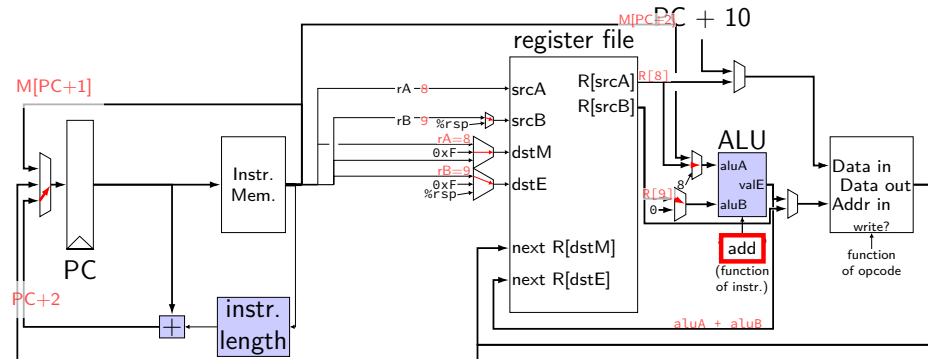 M[PC+2]
PC + 10
register file
M[PC+1]
rA 8
srcA
R[srcA]
R[8]
R[srcB]
rB 9
%rsp
srcB
ALU
rA=8
0xF
dstM
Instr.
Mem.
rB=9
0xF
%rsp
dstE
8
aluA
valE
aluB
R[9]
0
Data in
Data out
Addr in
write?
add
(function
of instr.)
function
of opcode
next R[dstM]
next R[dstE]
PC
PC+2
+
instr.
length
aluA + aluB